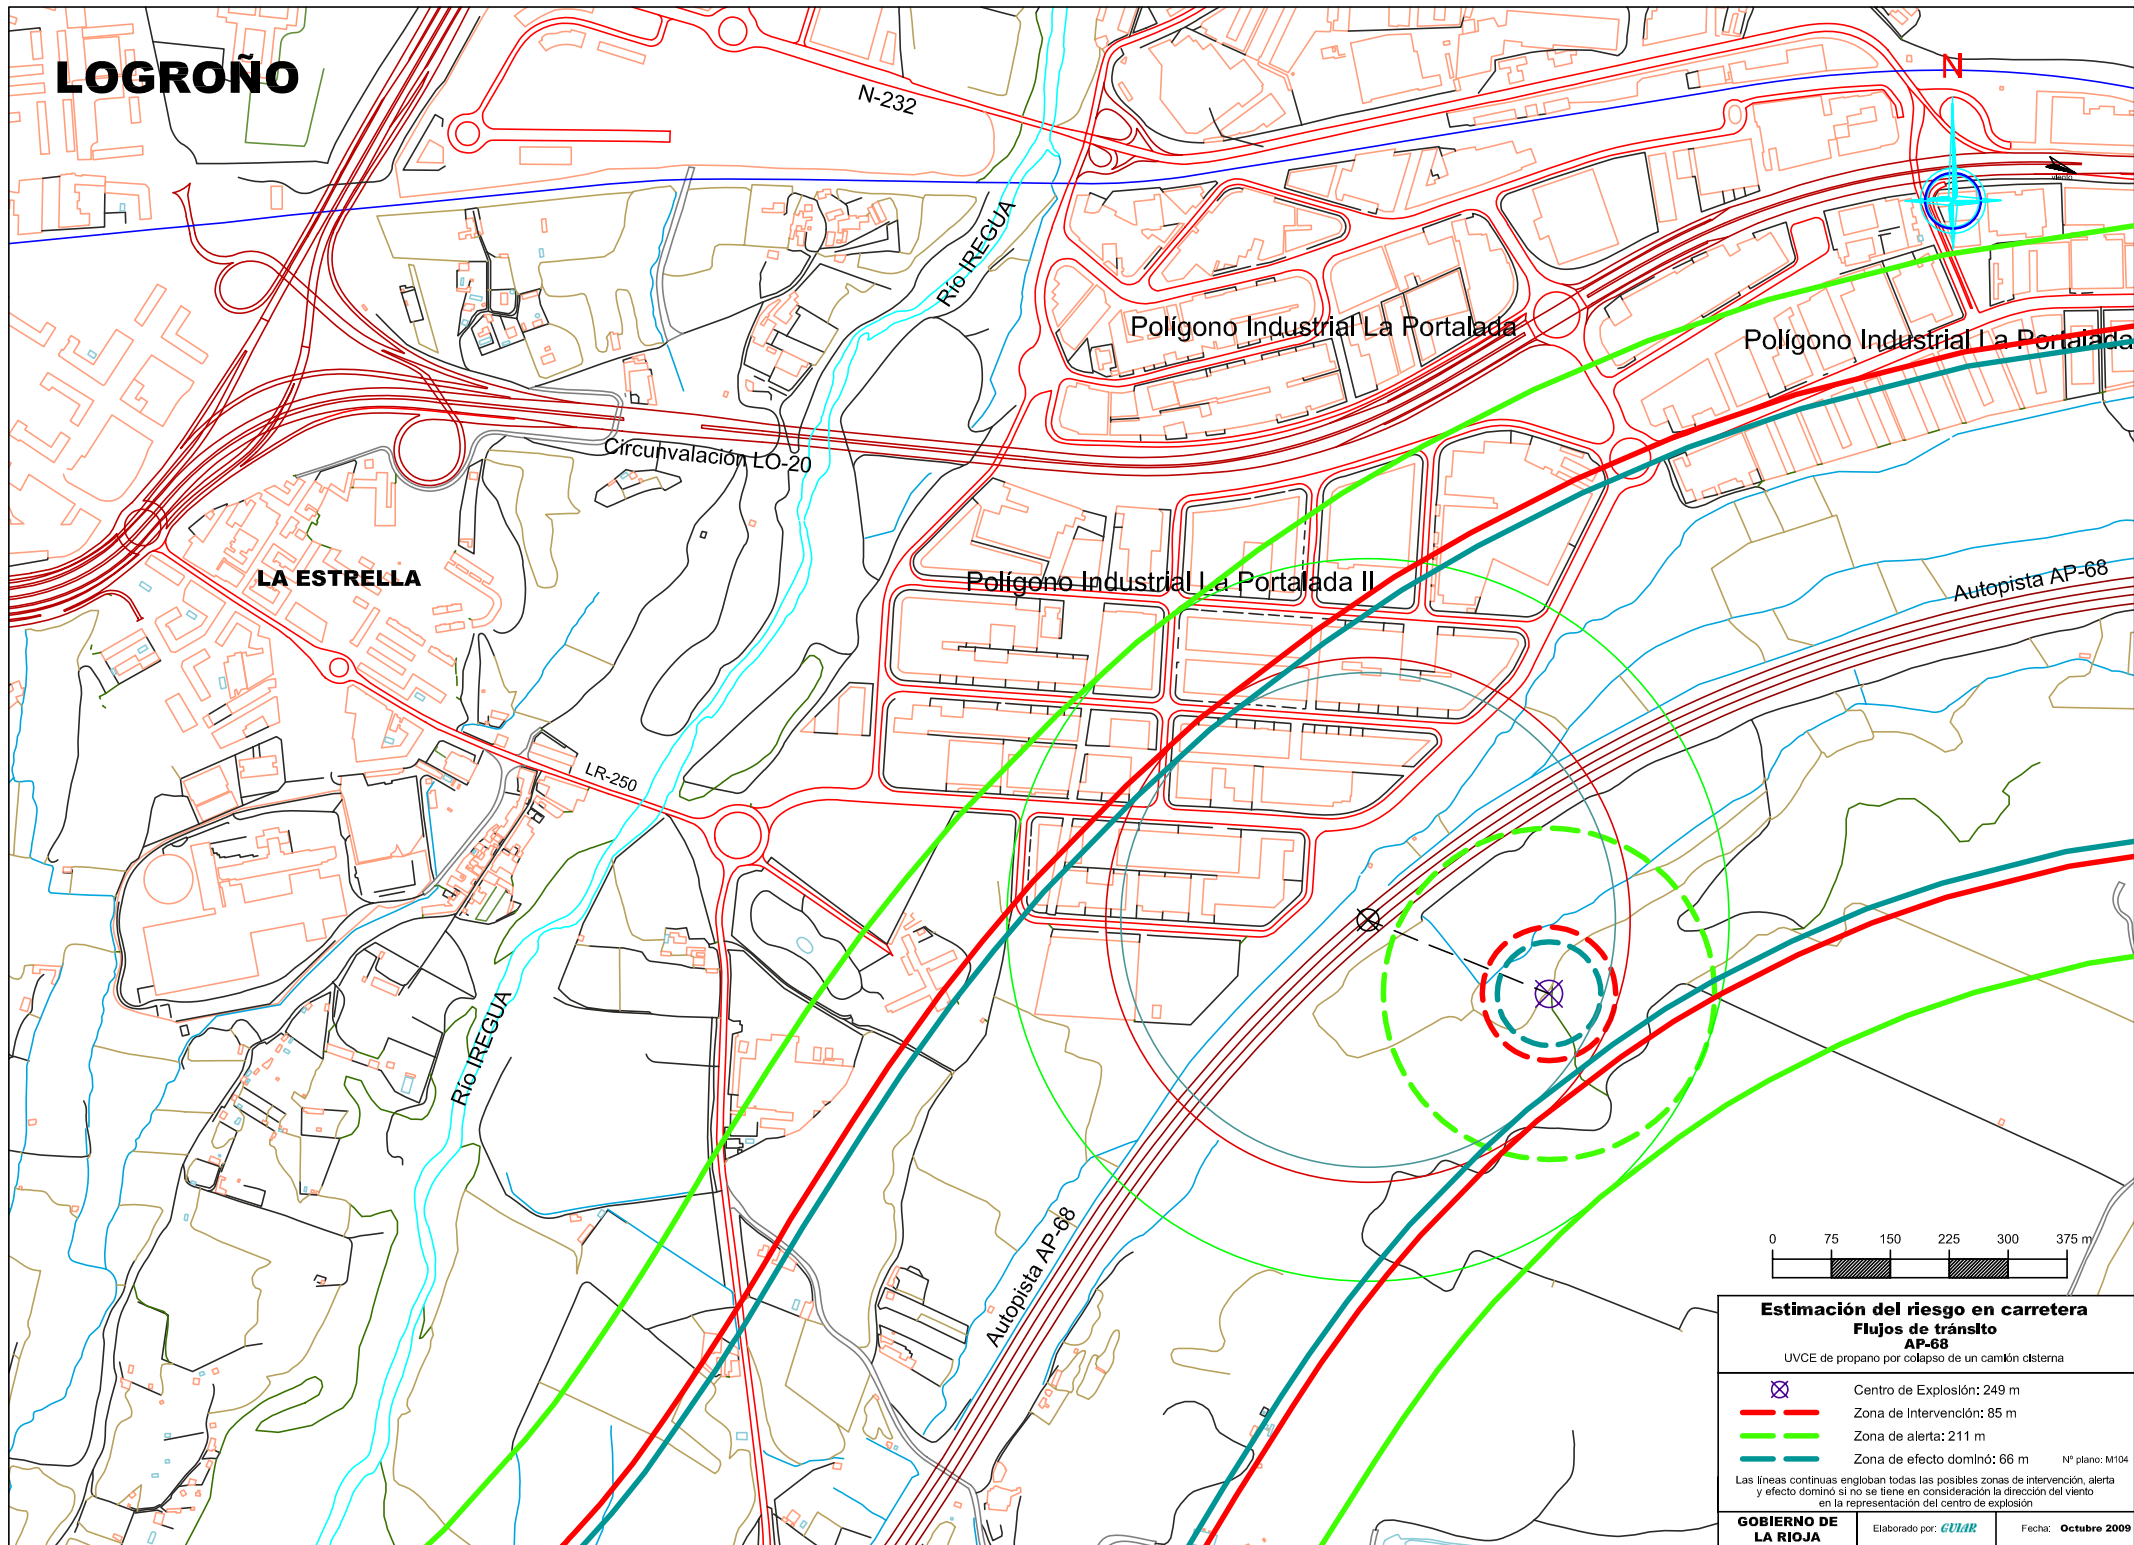 LOGROÑO
N-232
N
viento
Río IREGUA
Polígono Industrial La Portalada
Polígono Industrial La Portalada
Circunvalación LO-20
LA ESTRELLA
Polígono Industrial La Portalada II
Autopista AP-68
LR-250
Río IREGUA
Autopista AP-68
0 75 150 225 300 375 m
Estimación del riesgo en carretera
Flujos de tránsito
AP-68
UVCE de propano por colapso de un camión cisterna
Centro de Explosión: 249 m
Zona de Intervención: 85 m
Zona de alerta: 211 m
Zona de efecto dominó: 66 m
Nº plano: M104
Las líneas continuas engloban todas las posibles zonas de intervención, alerta
y efecto dominó si no se tiene en consideración la dirección del viento
en la representación del centro de explosión
GOBIERNO DE
LA RIOJA
Elaborado por: GUIAR
Fecha: Octubre 2009